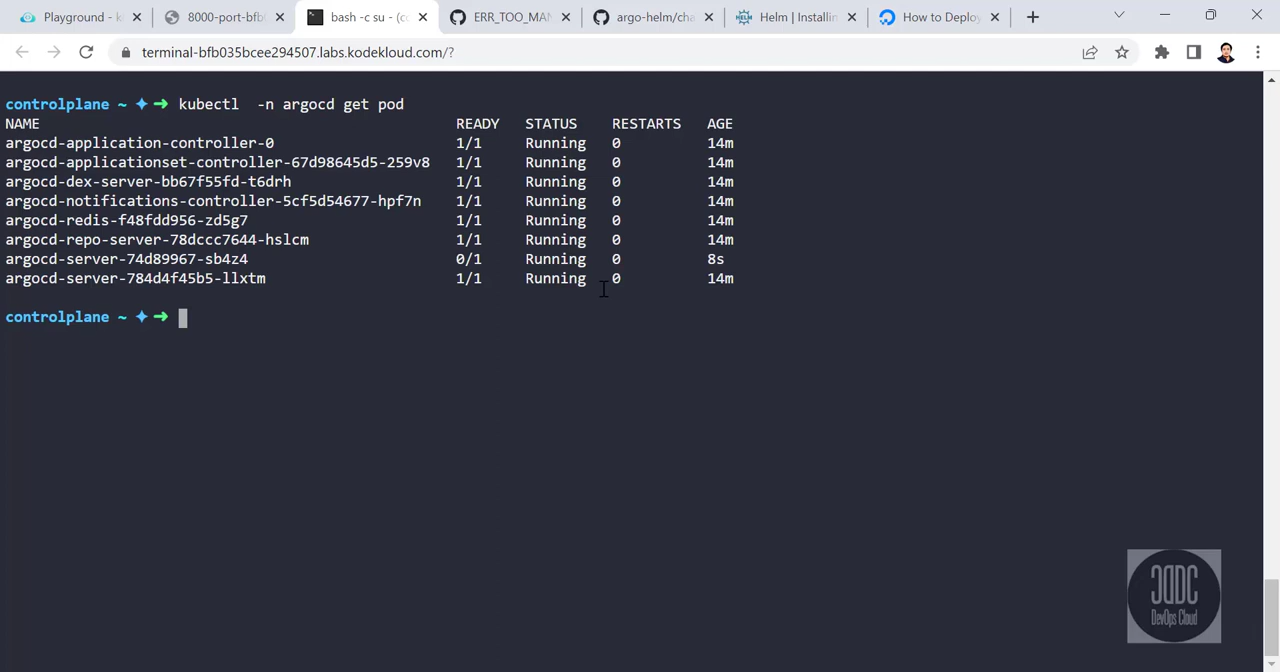 Playground - k
8000-port-bfb
bash -c su - (co
ERR_TOO_MAN
argo-helm/cha
Helm | Installin
How to Deploy
terminal-bfb035bcee294507.labs.kodekloud.com/?
controlplane ~ ✦ ➜ kubectl  -n argocd get pod
NAME READY STATUS RESTARTS AGE
argocd-application-controller-0 1/1 Running 0 14m
argocd-applicationset-controller-67d98645d5-259v8 1/1 Running 0 14m
argocd-dex-server-bb67f55fd-t6drh 1/1 Running 0 14m
argocd-notifications-controller-5cf5d54677-hpf7n 1/1 Running 0 14m
argocd-redis-f48fdd956-zd5g7 1/1 Running 0 14m
argocd-repo-server-78dccc7644-hslcm 1/1 Running 0 14m
argocd-server-74d89967-sb4z4 0/1 Running 0 8s
argocd-server-784d4f45b5-llxtm 1/1 Running 0 14m
controlplane ~ ✦ ➜
DevOps Cloud